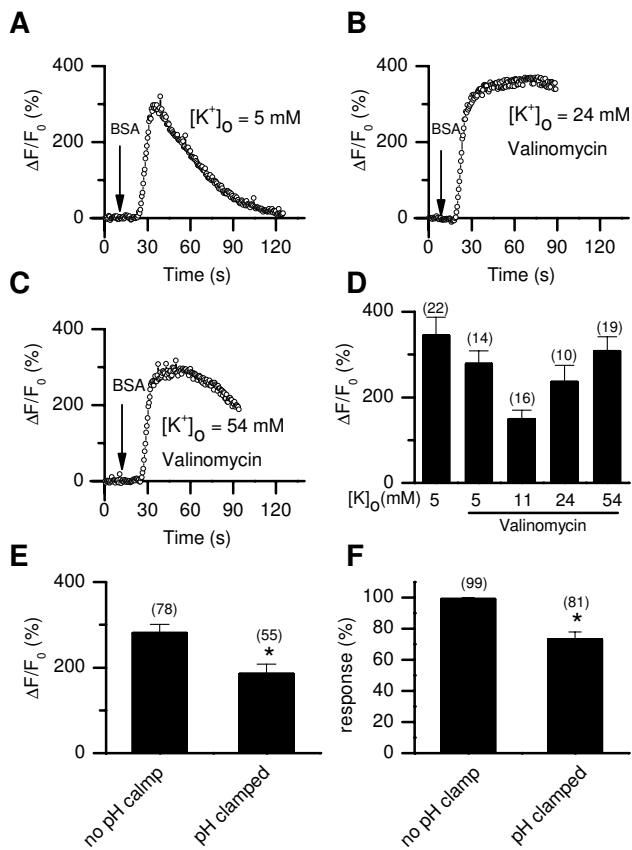 A
ΔF/F0 (%)
400
200
0
BSA
[K+]o = 5 mM
0 30 60 90 120
Time (s)
B
ΔF/F0 (%)
400
200
0
BSA
[K+]o = 24 mM
Valinomycin
0 30 60 90 120
Time (s)
C
ΔF/F0 (%)
400
200
0
BSA
[K+]o = 54 mM
Valinomycin
0 30 60 90 120
Time (s)
D
ΔF/F0 (%)
400
200
0
(22) (14) (16) (10) (19)
[K]o(mM) 5 5 11 24 54
Valinomycin
E
ΔF/F0 (%)
400
200
0
(78) (55)
*
no pH calmp pH clamped
F
response (%)
100
80
60
40
20
0
(99) (81)
*
no pH clamp pH clamped